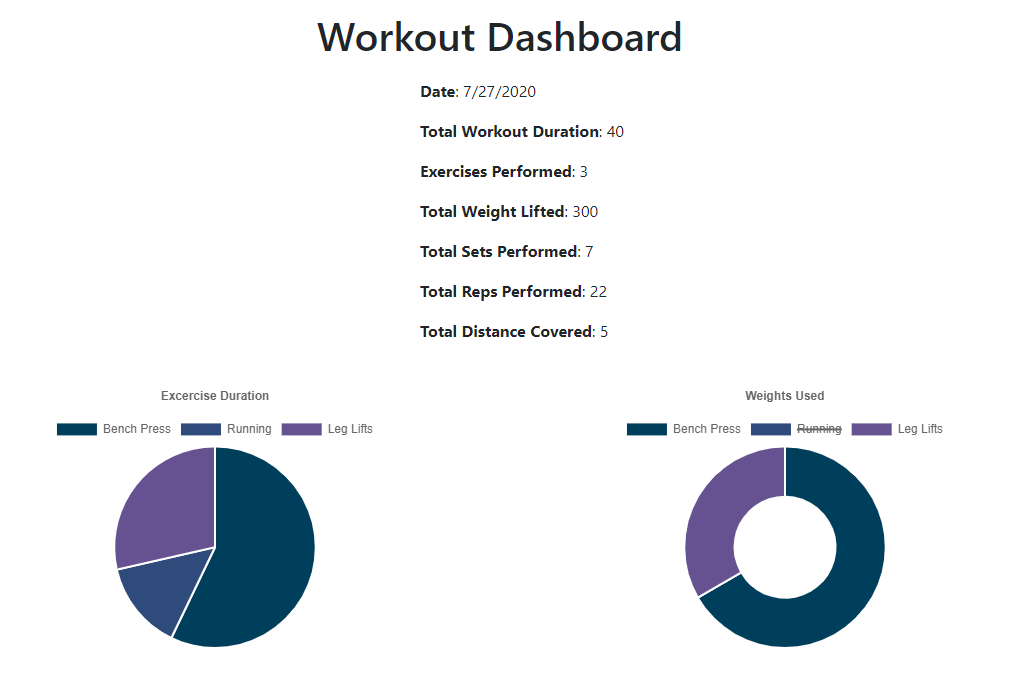 Workout Dashboard
Date: 7/27/2020
Total Workout Duration: 40
Exercises Performed: 3
Total Weight Lifted: 300
Total Sets Performed: 7
Total Reps Performed: 22
Total Distance Covered: 5
Excercise Duration
Bench Press Running Leg Lifts
Weights Used
Bench Press Running Leg Lifts